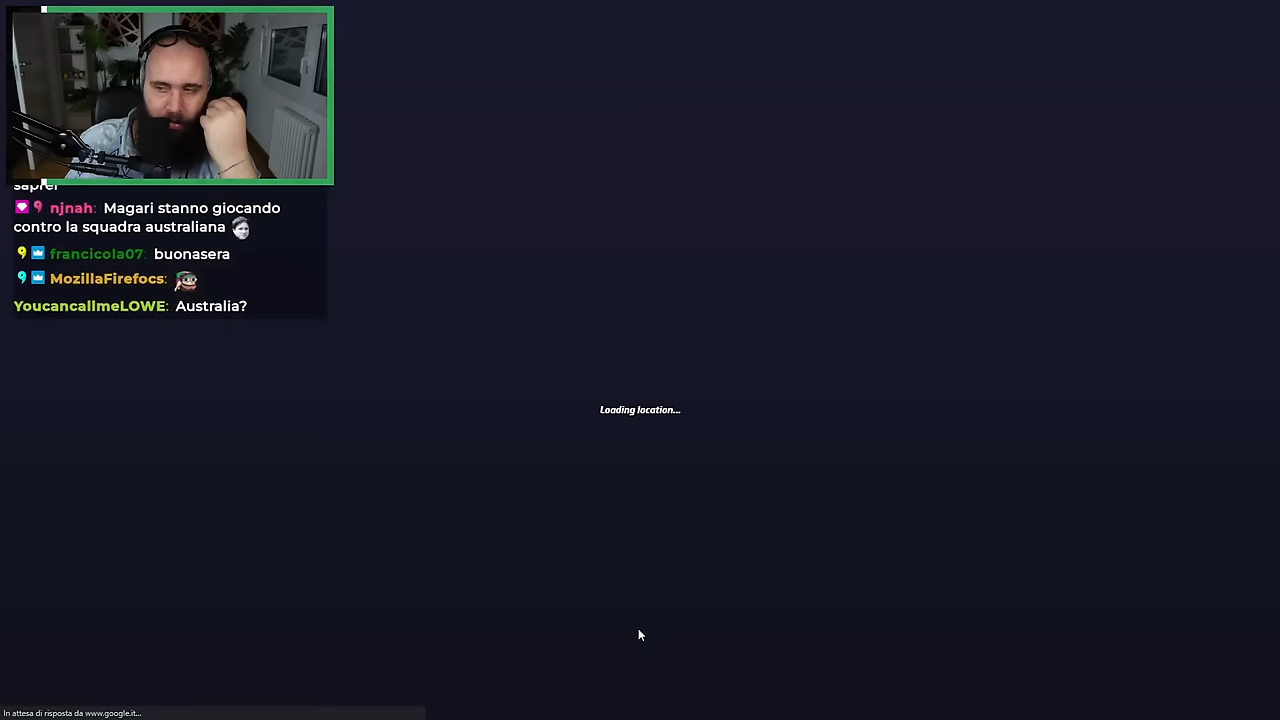 saprei
njnah: Magari stanno giocando
contro la squadra australiana
francicola07: buonasera
MozillaFirefocs:
YoucancallmeLOWE: Australia?
Loading location...
In attesa di risposta da www.google.it...